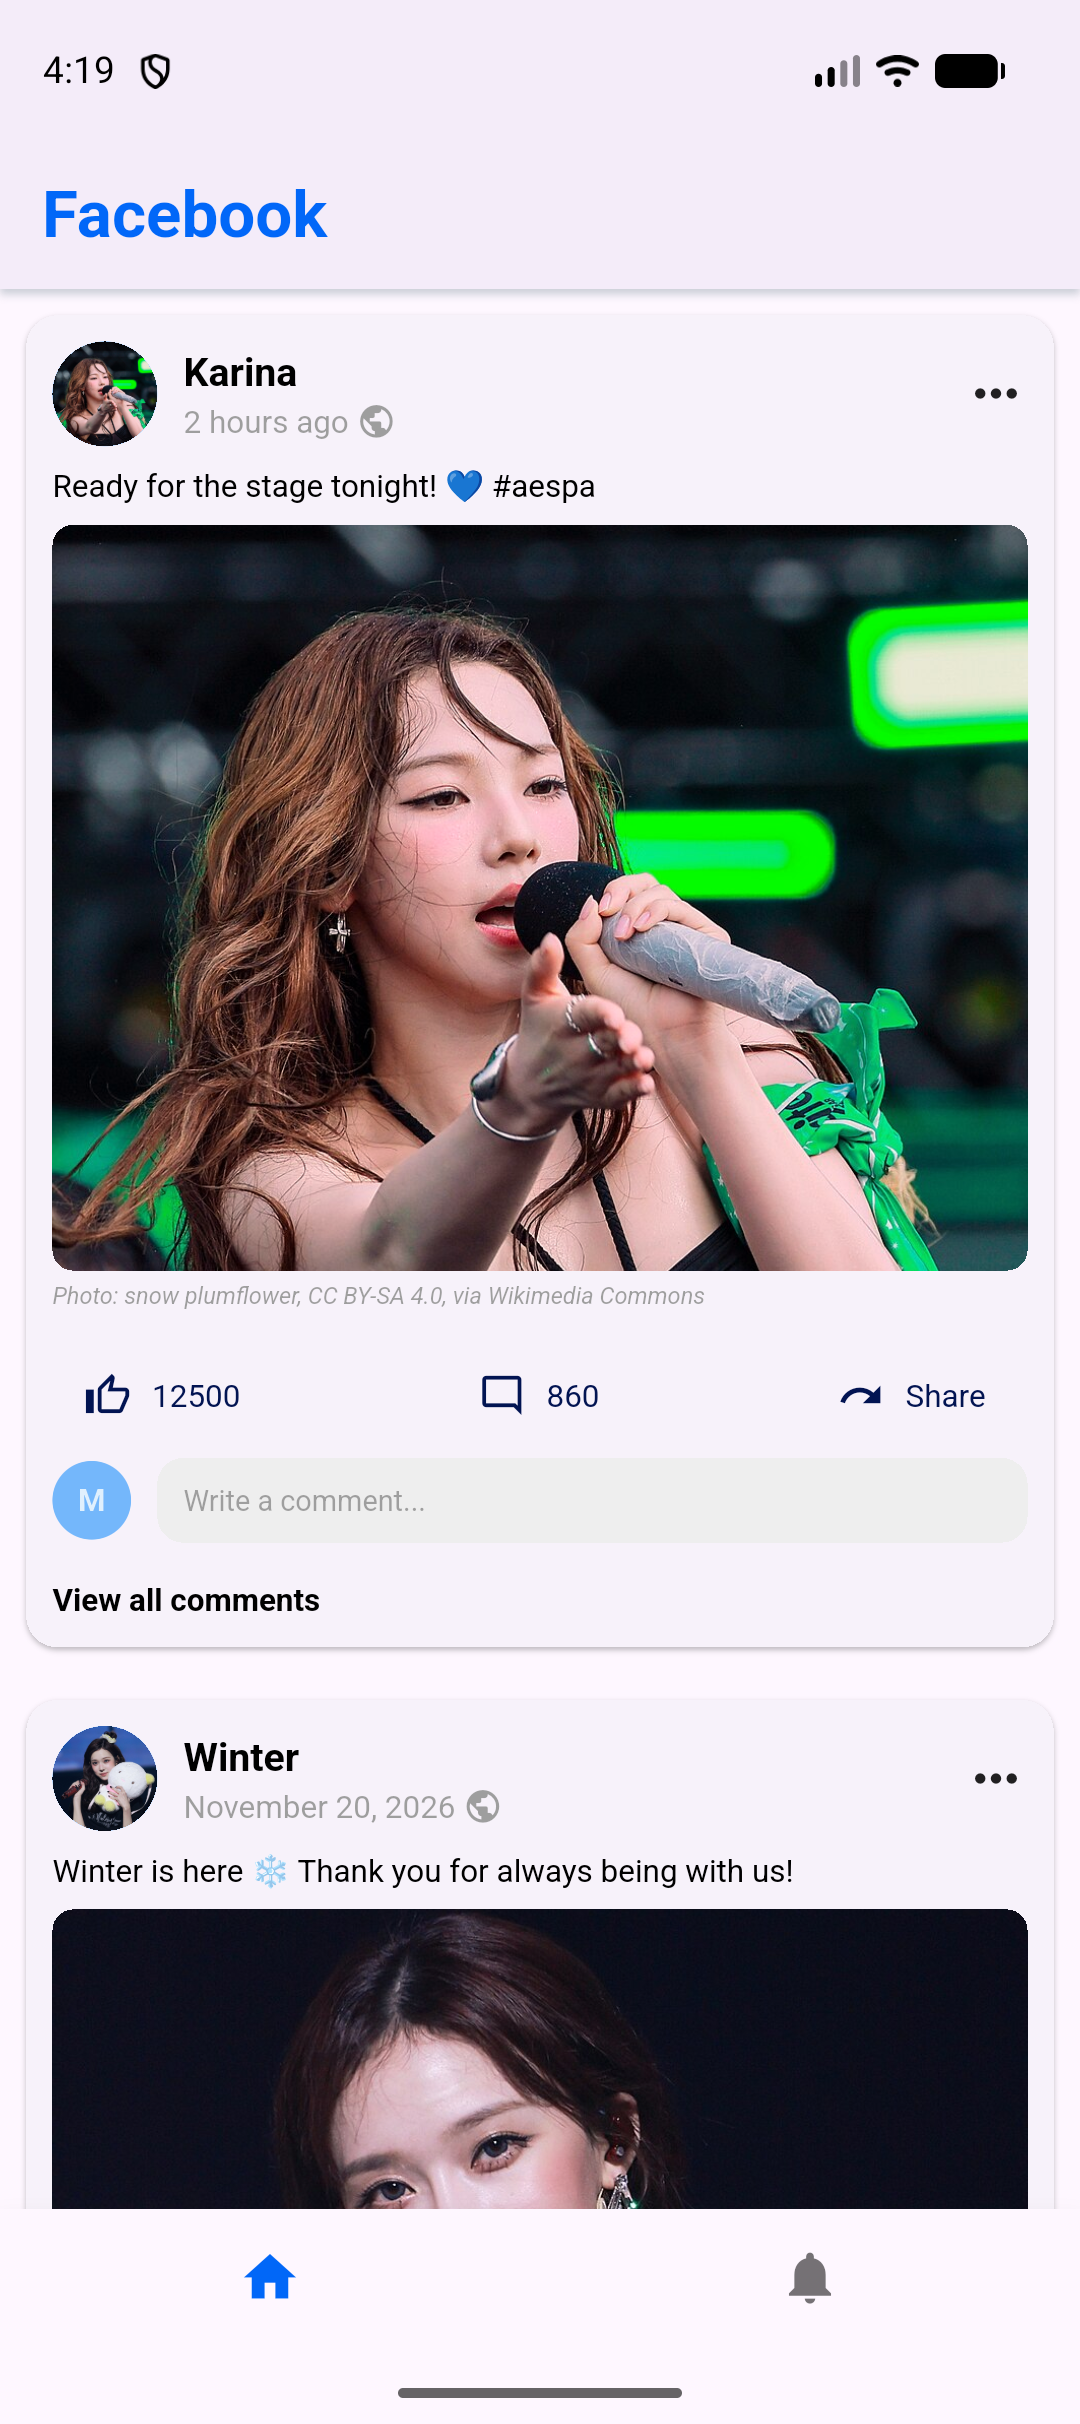 4:19
Facebook
Karina
2 hours ago
Ready for the stage tonight! 💙 #aespa
Photo: snow plumflower, CC BY-SA 4.0, via Wikimedia Commons
12500
860
Share
M
Write a comment...
View all comments
Winter
November 20, 2026
Winter is here ❄️ Thank you for always being with us!